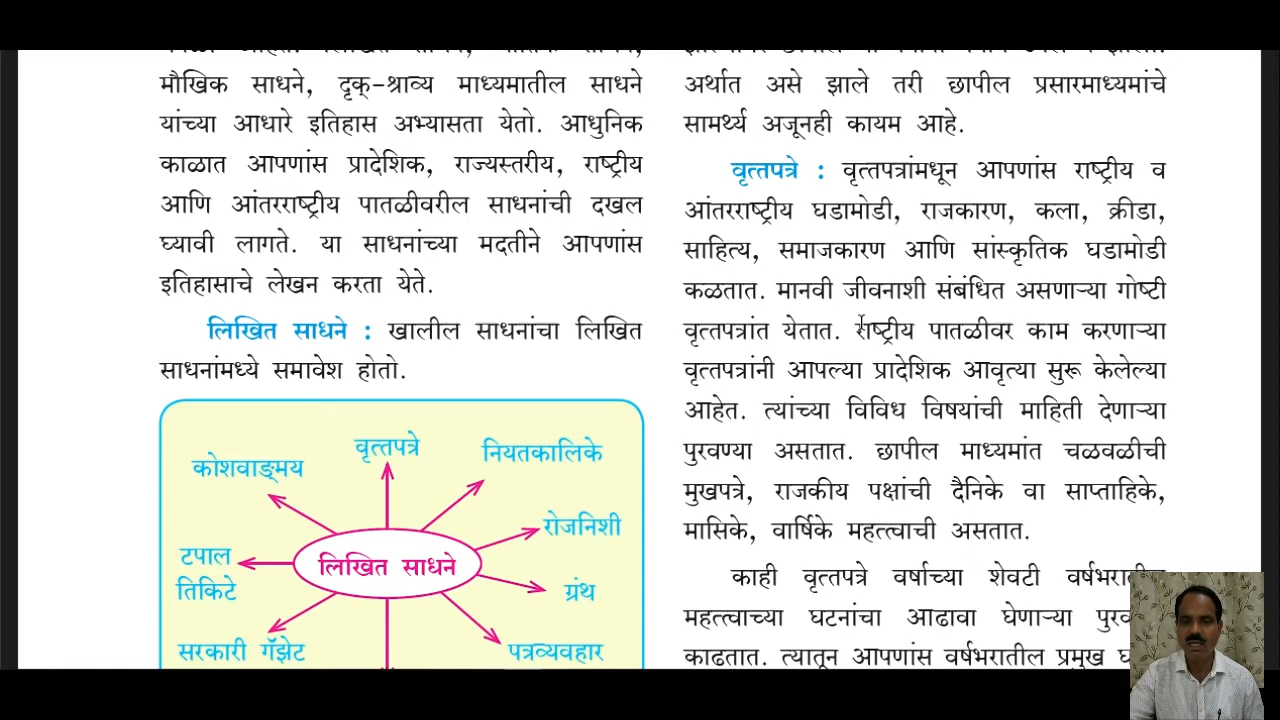 मौखिक साधने, दृक्-श्राव्य माध्यमातील साधने
यांच्या आधारे इतिहास अभ्यासता येतो. आधुनिक
काळात आपणांस प्रादेशिक, राज्यस्तरीय, राष्ट्रीय
आणि आंतरराष्ट्रीय पातळीवरील साधनांची दखल
घ्यावी लागते. या साधनांच्या मदतीने आपणांस
इतिहासाचे लेखन करता येते.
लिखित साधने : खालील साधनांचा लिखित
साधनांमध्ये समावेश होतो.
वृत्तपत्रे
नियतकालिके
कोशवाङ्मय
रोजनिशी
टपाल
तिकिटे
लिखित साधने
ग्रंथ
सरकारी गॅझेट
पत्रव्यवहार
अर्थात असे झाले तरी छापील प्रसारमाध्यमांचे
सामर्थ्य अजूनही कायम आहे.
वृत्तपत्रे : वृत्तपत्रांमधून आपणांस राष्ट्रीय व
आंतरराष्ट्रीय घडामोडी, राजकारण, कला, क्रीडा,
साहित्य, समाजकारण आणि सांस्कृतिक घडामोडी
कळतात. मानवी जीवनाशी संबंधित असणाऱ्या गोष्टी
वृत्तपत्रांत येतात. राष्ट्रीय पातळीवर काम करणाऱ्या
वृत्तपत्रांनी आपल्या प्रादेशिक आवृत्त्या सुरू केलेल्या
आहेत. त्यांच्या विविध विषयांची माहिती देणाऱ्या
पुरवण्या असतात. छापील माध्यमांत चळवळीची
मुखपत्रे, राजकीय पक्षांची दैनिके वा साप्ताहिके,
मासिके, वार्षिके महत्त्वाची असतात.
काही वृत्तपत्रे वर्षाच्या शेवटी वर्षभरातील
महत्त्वाच्या घटनांचा आढावा घेणाऱ्या
काढतात. त्यातून आपणांस वर्षभरातील प्रमुख